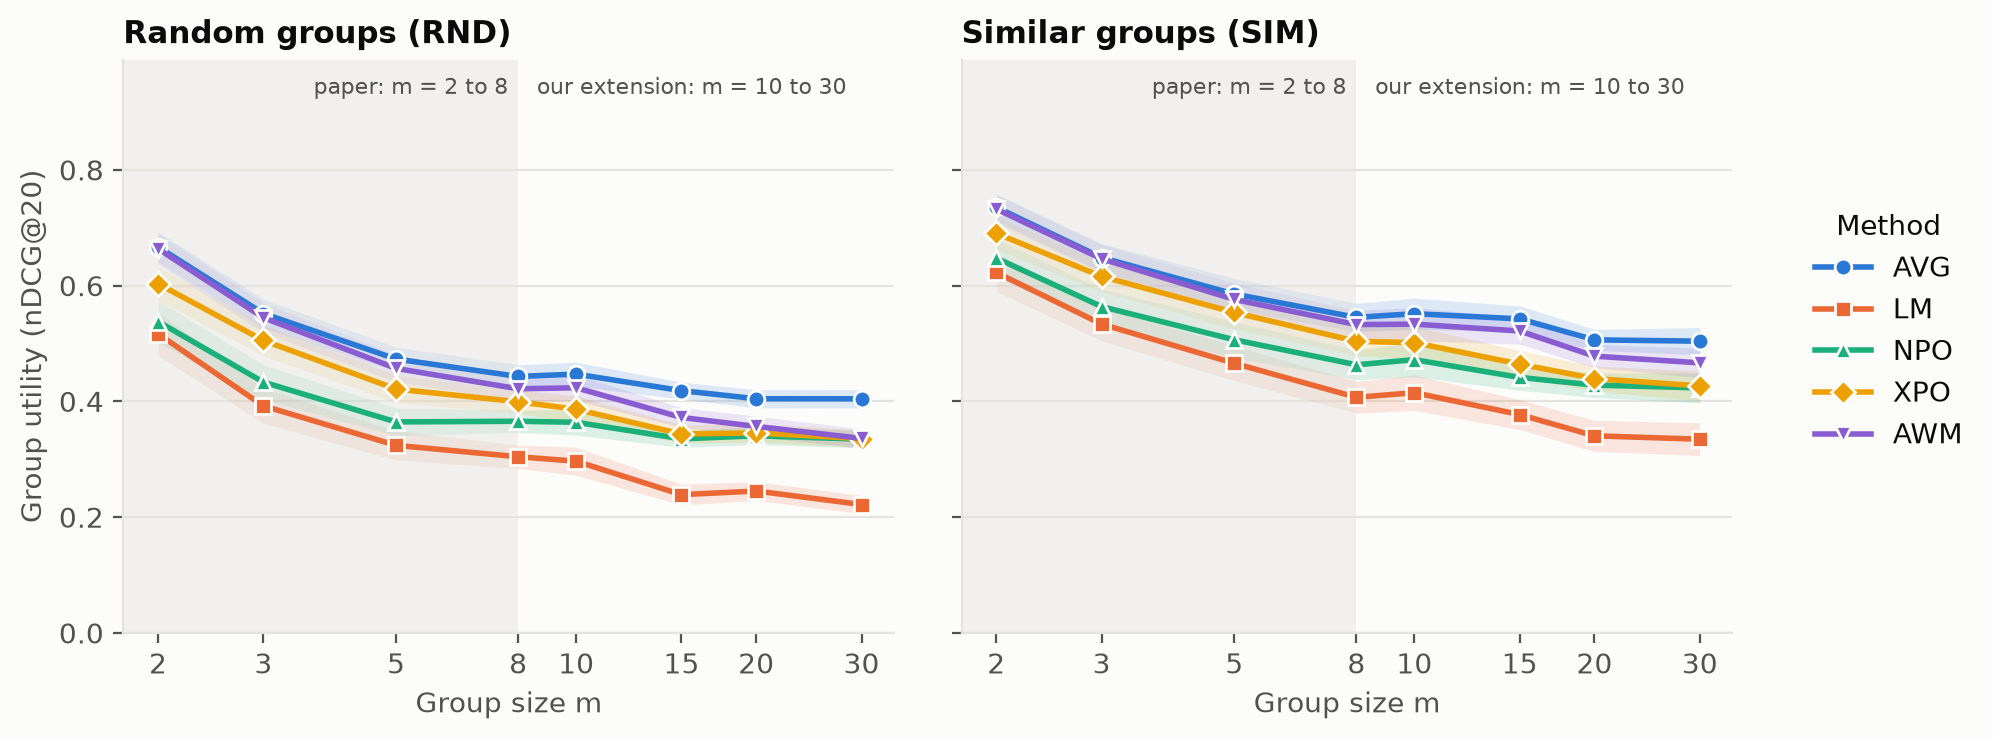 Random groups (RND)
Similar groups (SIM)
paper: m = 2 to 8
our extension: m = 10 to 30
paper: m = 2 to 8
our extension: m = 10 to 30
Group utility (nDCG@20)
0.8
0.6
0.4
0.2
0.0
2 3 5 8 10 15 20 30
2 3 5 8 10 15 20 30
Group size m
Group size m
Method
AVG
LM
NPO
XPO
AWM